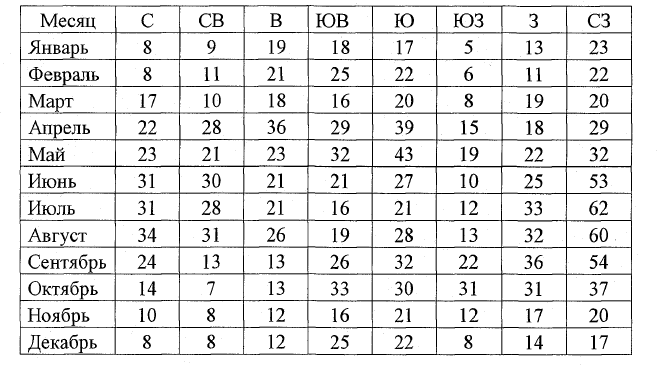 Месяц С СВ В ЮВ Ю ЮЗ З СЗ
Январь 8 9 19 18 17 5 13 23
Февраль 8 11 21 25 22 6 11 22
Март 17 10 18 16 20 8 19 20
Апрель 22 28 36 29 39 15 18 29
Май 23 21 23 32 43 19 22 32
Июнь 31 30 21 21 27 10 25 53
Июль 31 28 21 16 21 12 33 62
Август 34 31 26 19 28 13 32 60
Сентябрь 24 13 13 26 32 22 36 54
Октябрь 14 7 13 33 30 31 31 37
Ноябрь 10 8 12 16 21 12 17 20
Декабрь 8 8 12 25 22 8 14 17